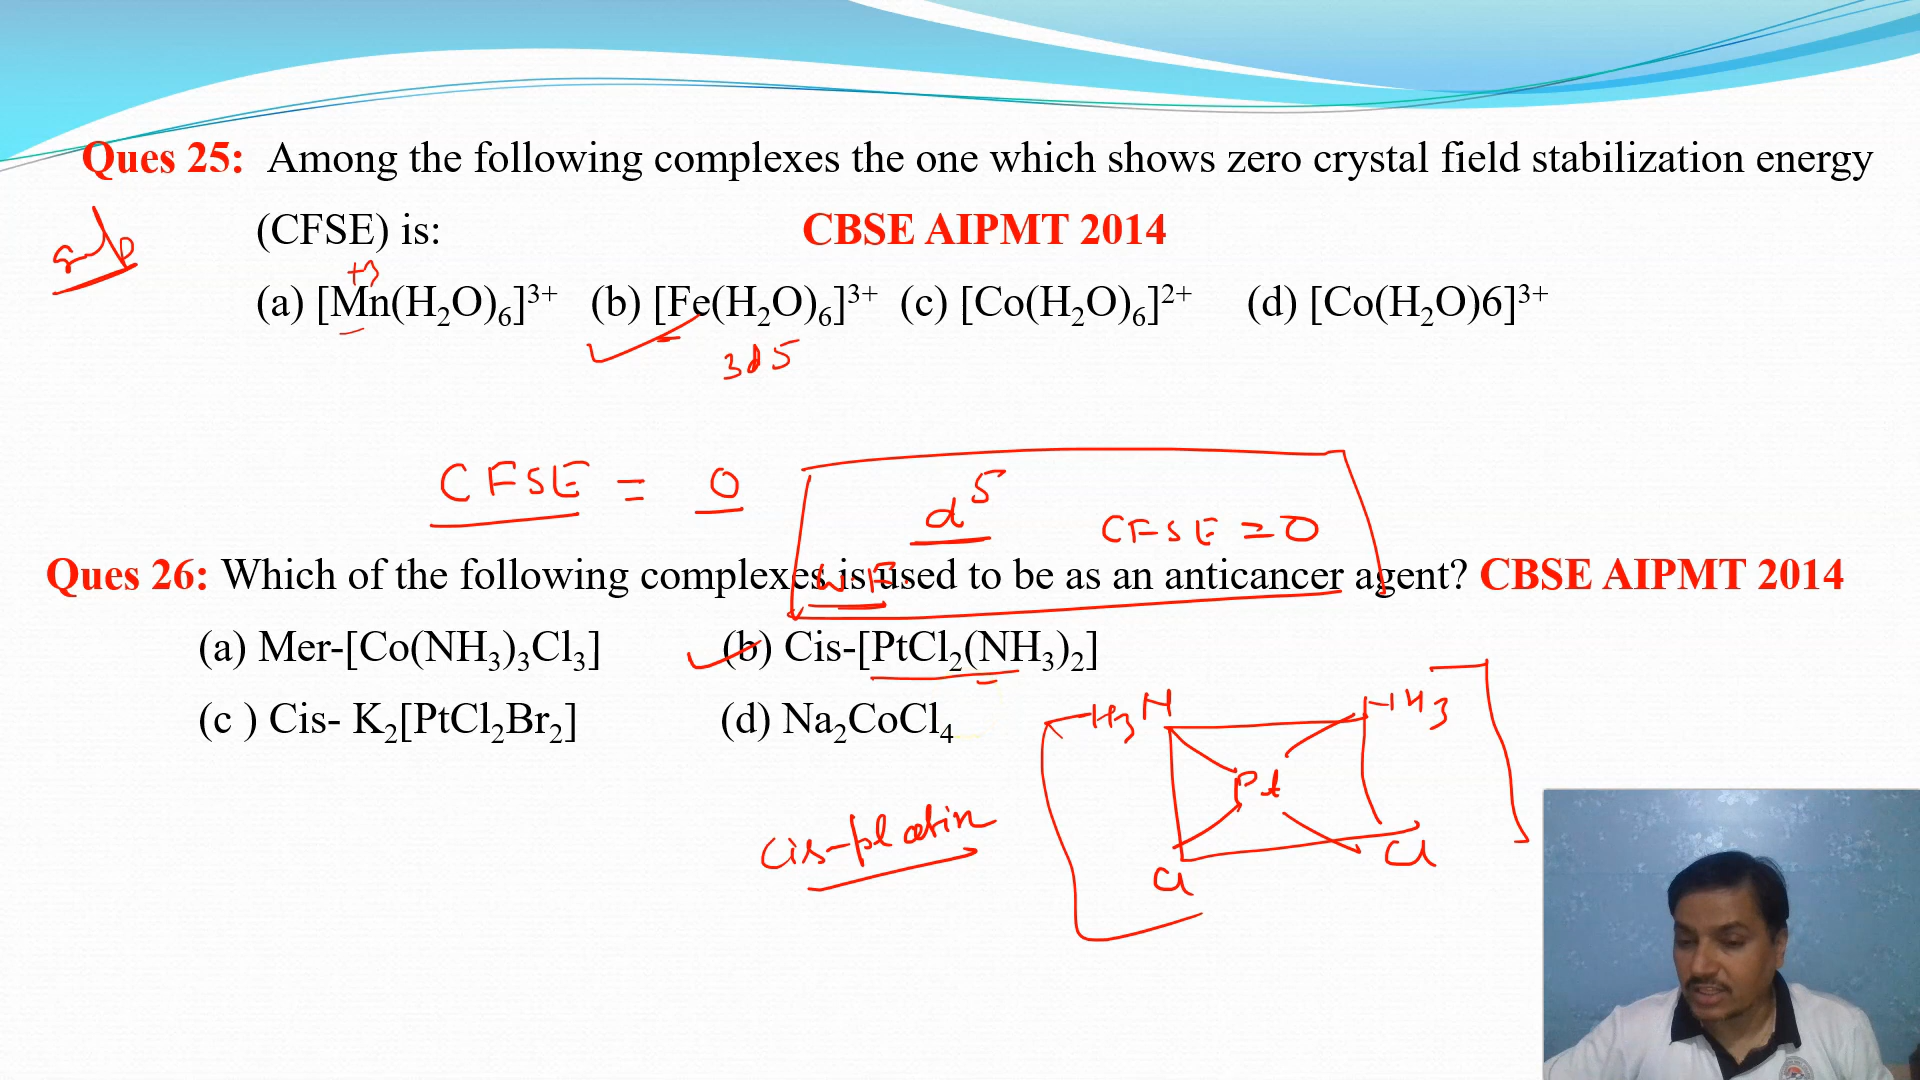 Ques 25: Among the following complexes the one which shows zero crystal field stabilization energy
(CFSE) is: CBSE AIPMT 2014
+3
(a) [Mn(H₂O)₆]³⁺ (b) [Fe(H₂O)₆]³⁺ (c) [Co(H₂O)₆]²⁺ (d) [Co(H₂O)6]³⁺
3d5
CFSE = 0
d⁵ CFSE = 0
W.F.
Ques 26: Which of the following complexes is used to be as an anticancer agent? CBSE AIPMT 2014
(a) Mer-[Co(NH₃)₃Cl₃] (b) Cis-[PtCl₂(NH₃)₂]
(c ) Cis- K₂[PtCl₂Br₂] (d) Na₂CoCl₄
H₃N NH₃
Pt
Cl Cl
Cis-platin